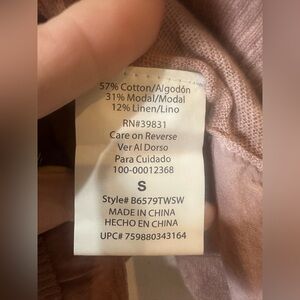 57% Cotton/Algodón
31% Modal/Modal
12% Linen/Lino
RN#39831
Care on Reverse
Ver Al Dorso
Para Cuidado
100-00012368
S
Style# B6579TWSW
MADE IN CHINA
HECHO EN CHINA
UPC# 759880343164